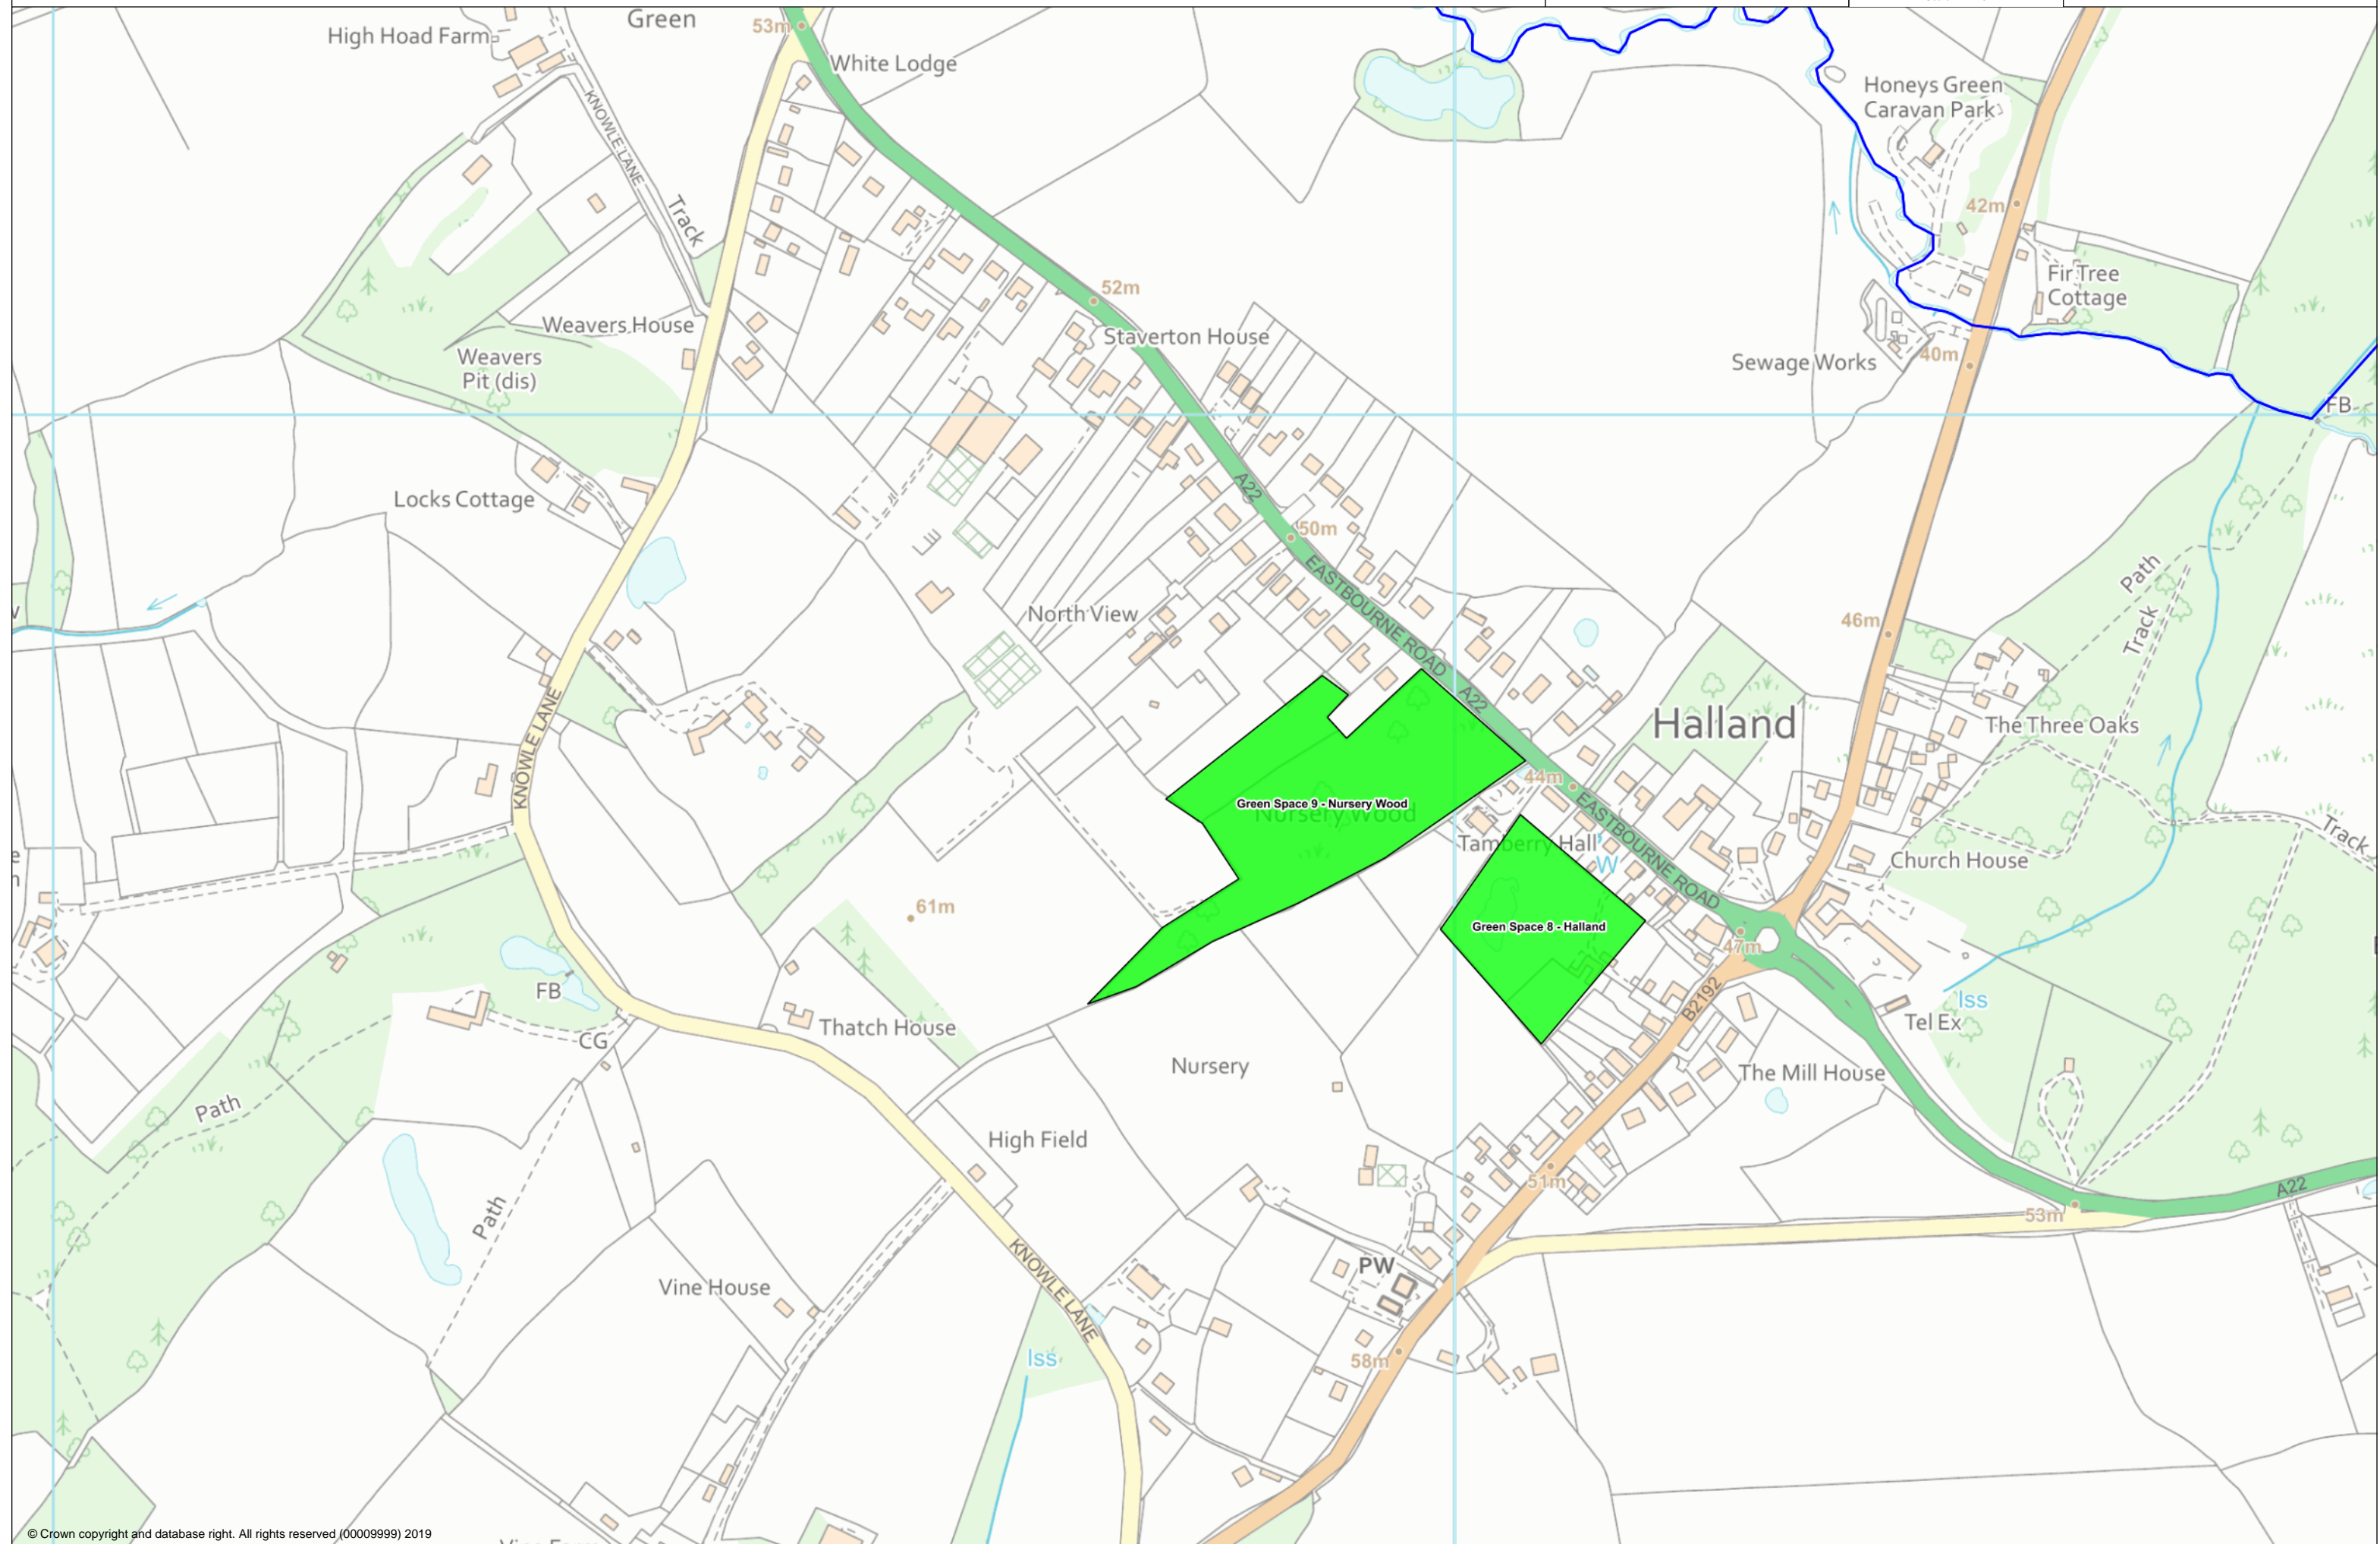 High Hoad Farm
Green
53m
White Lodge
KNOWLE LANE
Track
Honeys Green
Caravan Park
42m
Fir Tree
Cottage
52m
Staverton House
Weavers House
Weavers
Pit (dis)
Sewage Works
40m
FB
Locks Cottage
A22
50m
EASTBOURNE ROAD
A22
North View
46m
Path
Track
KNOWLE LANE
Halland
The Three Oaks
44m
Green Space 9 - Nursery Wood
Nursery Wood
EASTBOURNE ROAD
Tamberry Hall
W
Church House
Track
61m
Green Space 8 - Halland
47m
FB
B2192
Iss
Tel Ex
CG
Thatch House
Nursery
The Mill House
Path
High Field
51m
A22
53m
Path
KNOWLE LANE
PW
Vine House
Iss
58m
© Crown copyright and database right. All rights reserved (00009999) 2019